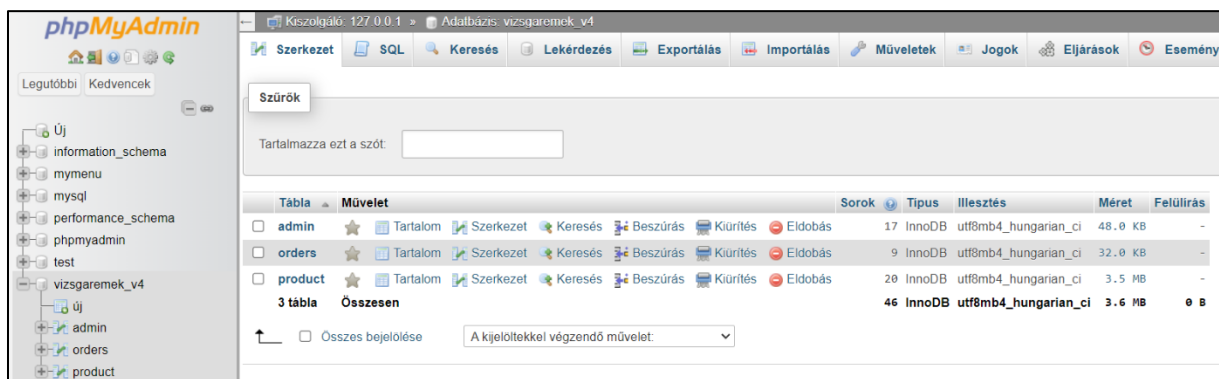 phpMyAdmin
Legutóbbi Kedvencek
Új
information_schema
mymenu
mysql
performance_schema
phpmyadmin
test
vizsgaremek_v4
új
admin
orders
product
Kiszolgáló: 127.0.0.1 » Adatbázis: vizsgaremek_v4
Szerkezet SQL Keresés Lekérdezés Exportálás Importálás Műveletek Jogok Eljárások Esemény
Szűrők
Tartalmazza ezt a szót:
Tábla Művelet Sorok Típus Illesztés Méret Felülírás
admin Tartalom Szerkezet Keresés Beszúrás Kiürítés Eldobás 17 InnoDB utf8mb4_hungarian_ci 48.0 KB -
orders Tartalom Szerkezet Keresés Beszúrás Kiürítés Eldobás 9 InnoDB utf8mb4_hungarian_ci 32.0 KB -
product Tartalom Szerkezet Keresés Beszúrás Kiürítés Eldobás 20 InnoDB utf8mb4_hungarian_ci 3.5 MB -
3 tábla Összesen 46 InnoDB utf8mb4_hungarian_ci 3.6 MB 0 B
Összes bejelölése A kijelöltekkel végzendő művelet: